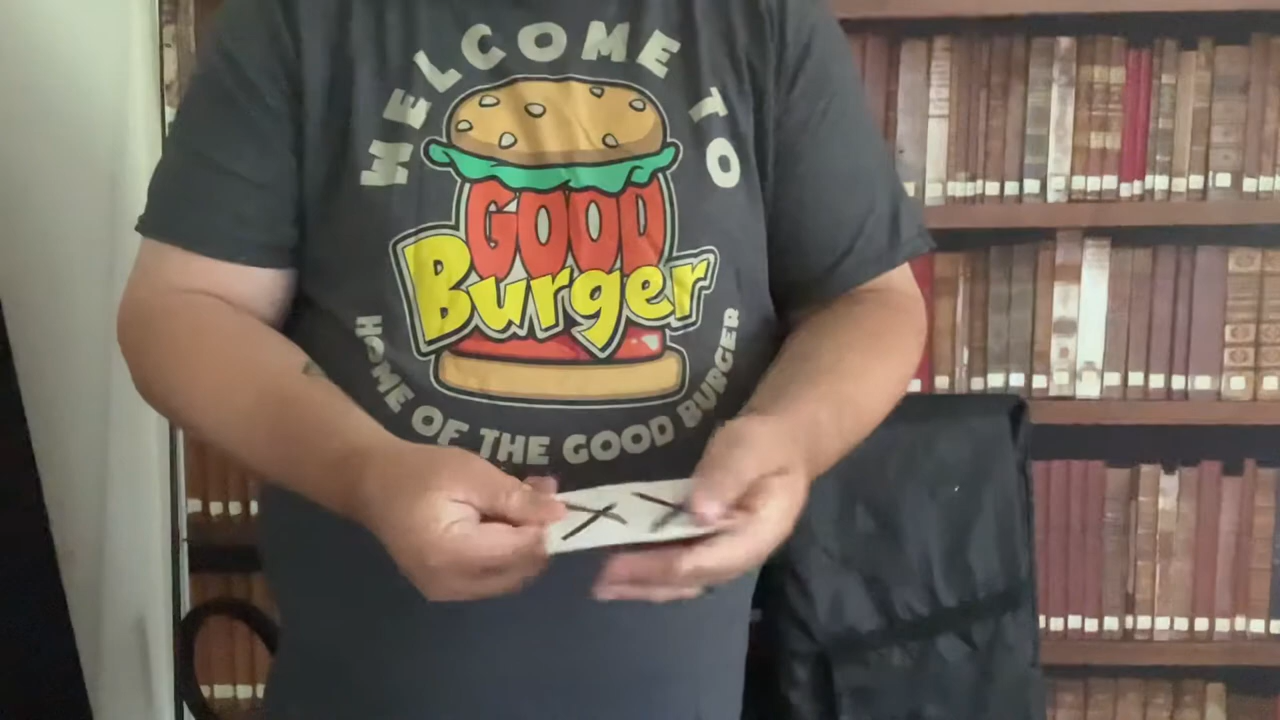 WELCOME TO
GOOD
Burger
HOME OF THE GOOD BURGER
X X